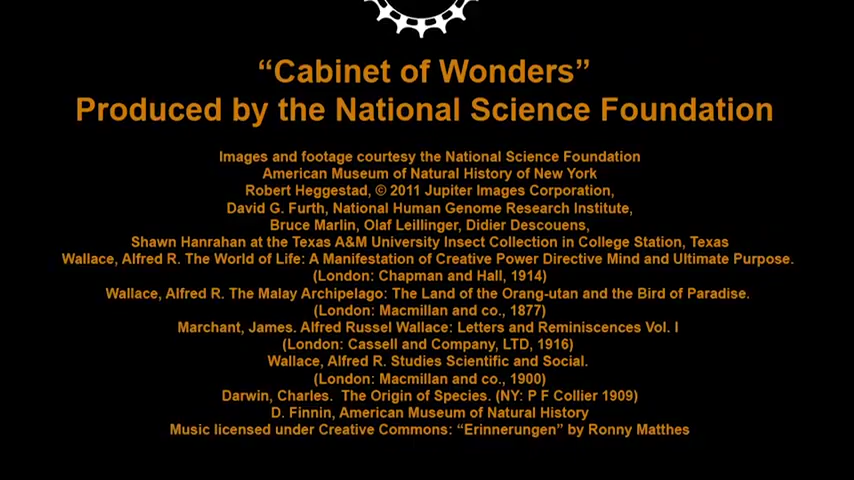 “Cabinet of Wonders”
Produced by the National Science Foundation
Images and footage courtesy the National Science Foundation
American Museum of Natural History of New York
Robert Heggestad, © 2011 Jupiter Images Corporation,
David G. Furth, National Human Genome Research Institute,
Bruce Marlin, Olaf Leillinger, Didier Descouens,
Shawn Hanrahan at the Texas A&M University Insect Collection in College Station, Texas
Wallace, Alfred R. The World of Life: A Manifestation of Creative Power Directive Mind and Ultimate Purpose.
(London: Chapman and Hall, 1914)
Wallace, Alfred R. The Malay Archipelago: The Land of the Orang-utan and the Bird of Paradise.
(London: Macmillan and co., 1877)
Marchant, James. Alfred Russel Wallace: Letters and Reminiscences Vol. I
(London: Cassell and Company, LTD, 1916)
Wallace, Alfred R. Studies Scientific and Social.
(London: Macmillan and co., 1900)
Darwin, Charles.  The Origin of Species. (NY: P F Collier 1909)
D. Finnin, American Museum of Natural History
Music licensed under Creative Commons: “Erinnerungen” by Ronny Matthes